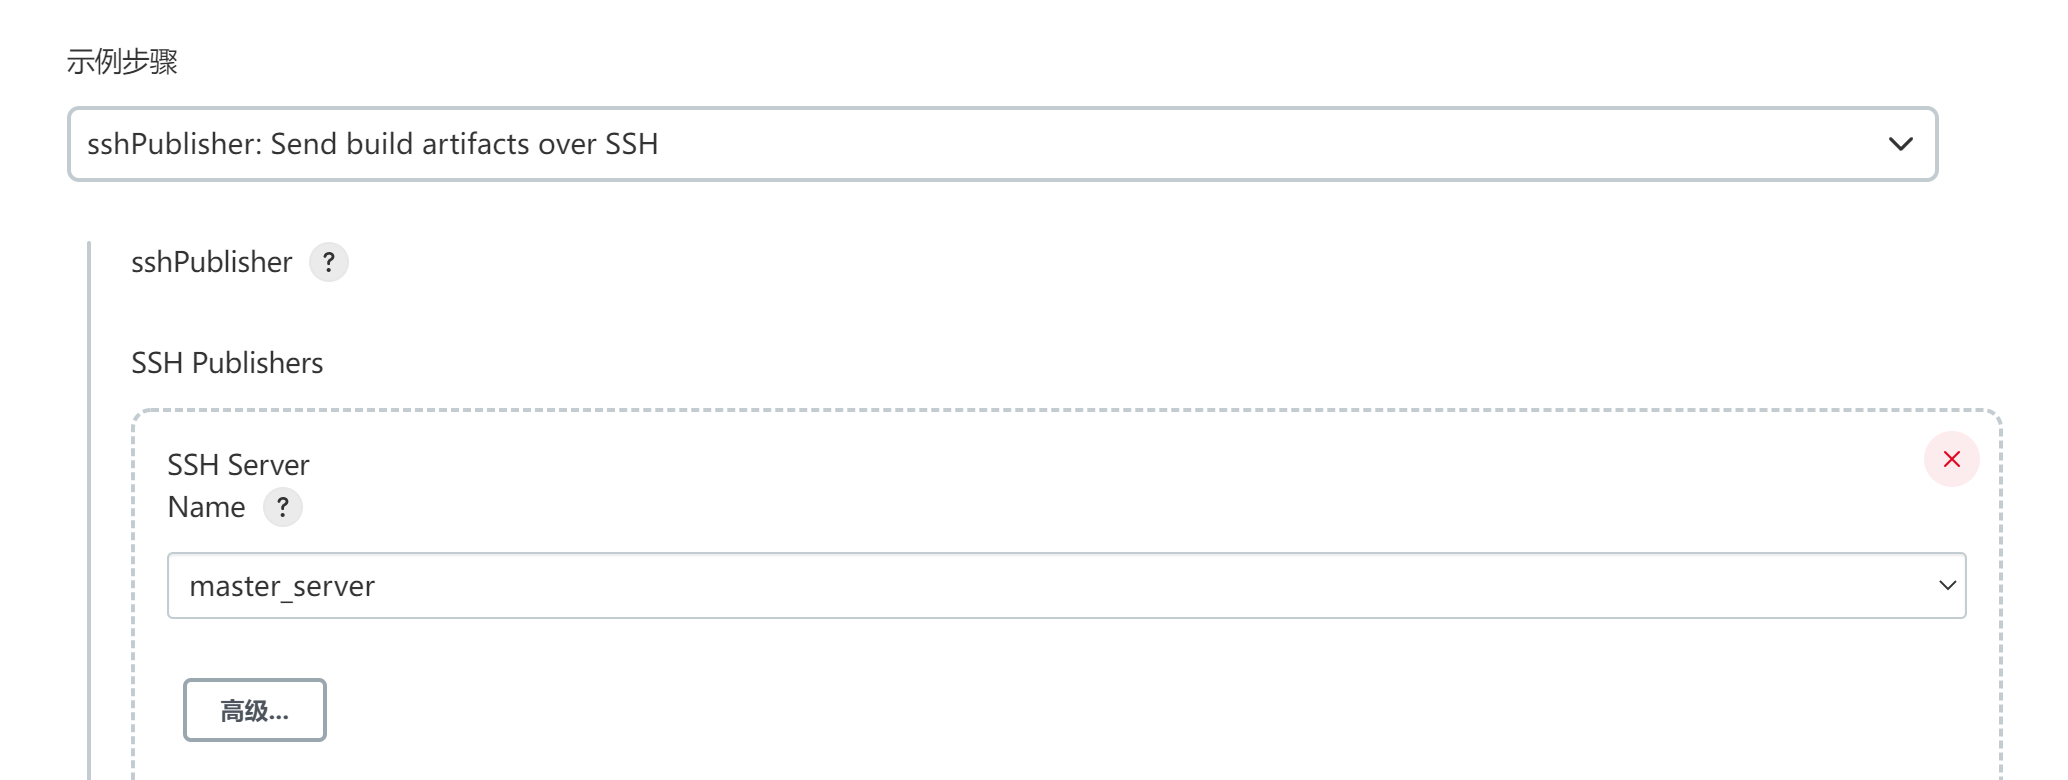 示例步骤
sshPublisher: Send build artifacts over SSH
sshPublisher ?
SSH Publishers
SSH Server
Name ?
master_server
高级...